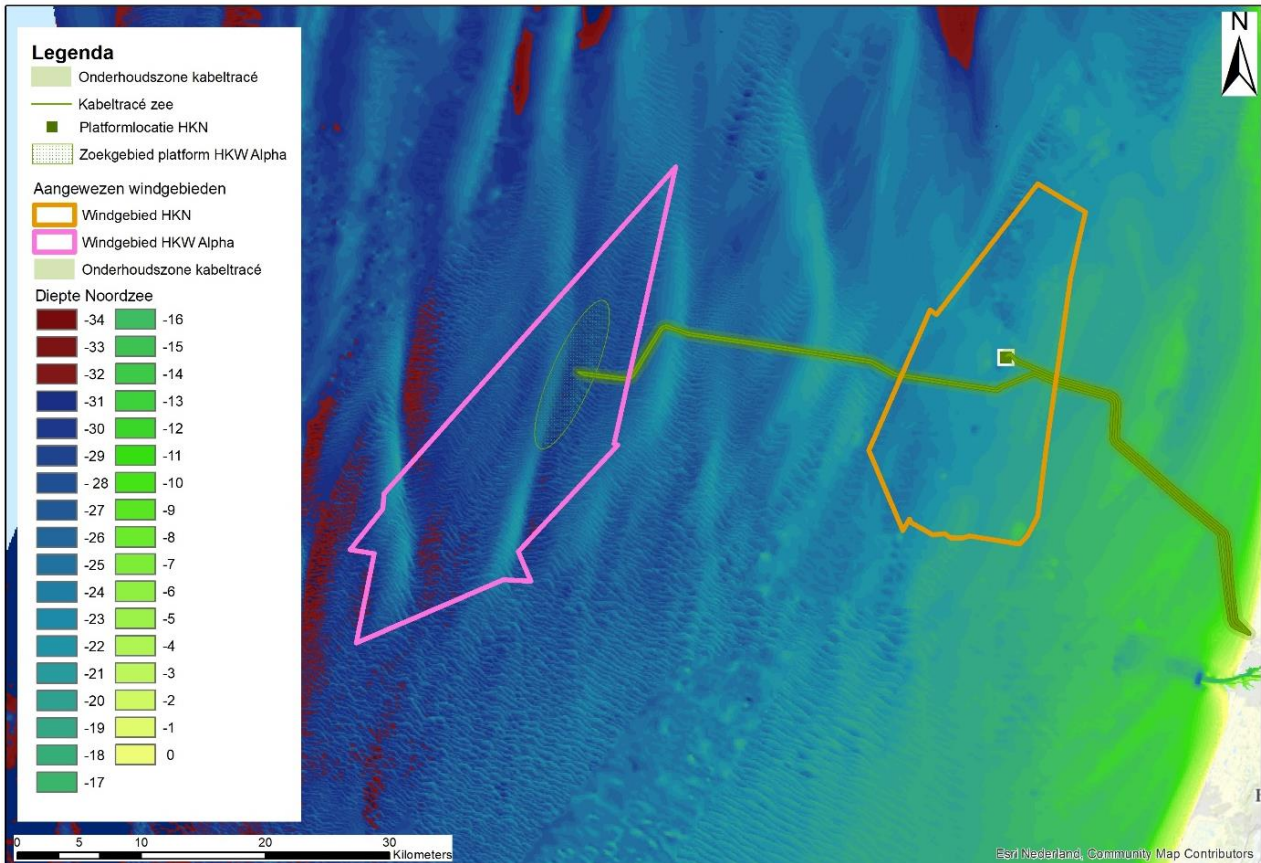 N
Legenda
Onderhoudszone kabeltracé
Kabeltracé zee
Platformlocatie HKN
Zoekgebied platform HKW Alpha
Aangewezen windgebieden
Windgebied HKN
Windgebied HKW Alpha
Onderhoudszone kabeltracé
Diepte Noordzee
-34 -16
-33 -15
-32 -14
-31 -13
-30 -12
-29 -11
- 28 -10
-27 -9
-26 -8
-25 -7
-24 -6
-23 -5
-22 -4
-21 -3
-20 -2
-19 -1
-18 0
-17
0 5 10 20 30
Kilometers
Esri Nederland, Community Map Contributors